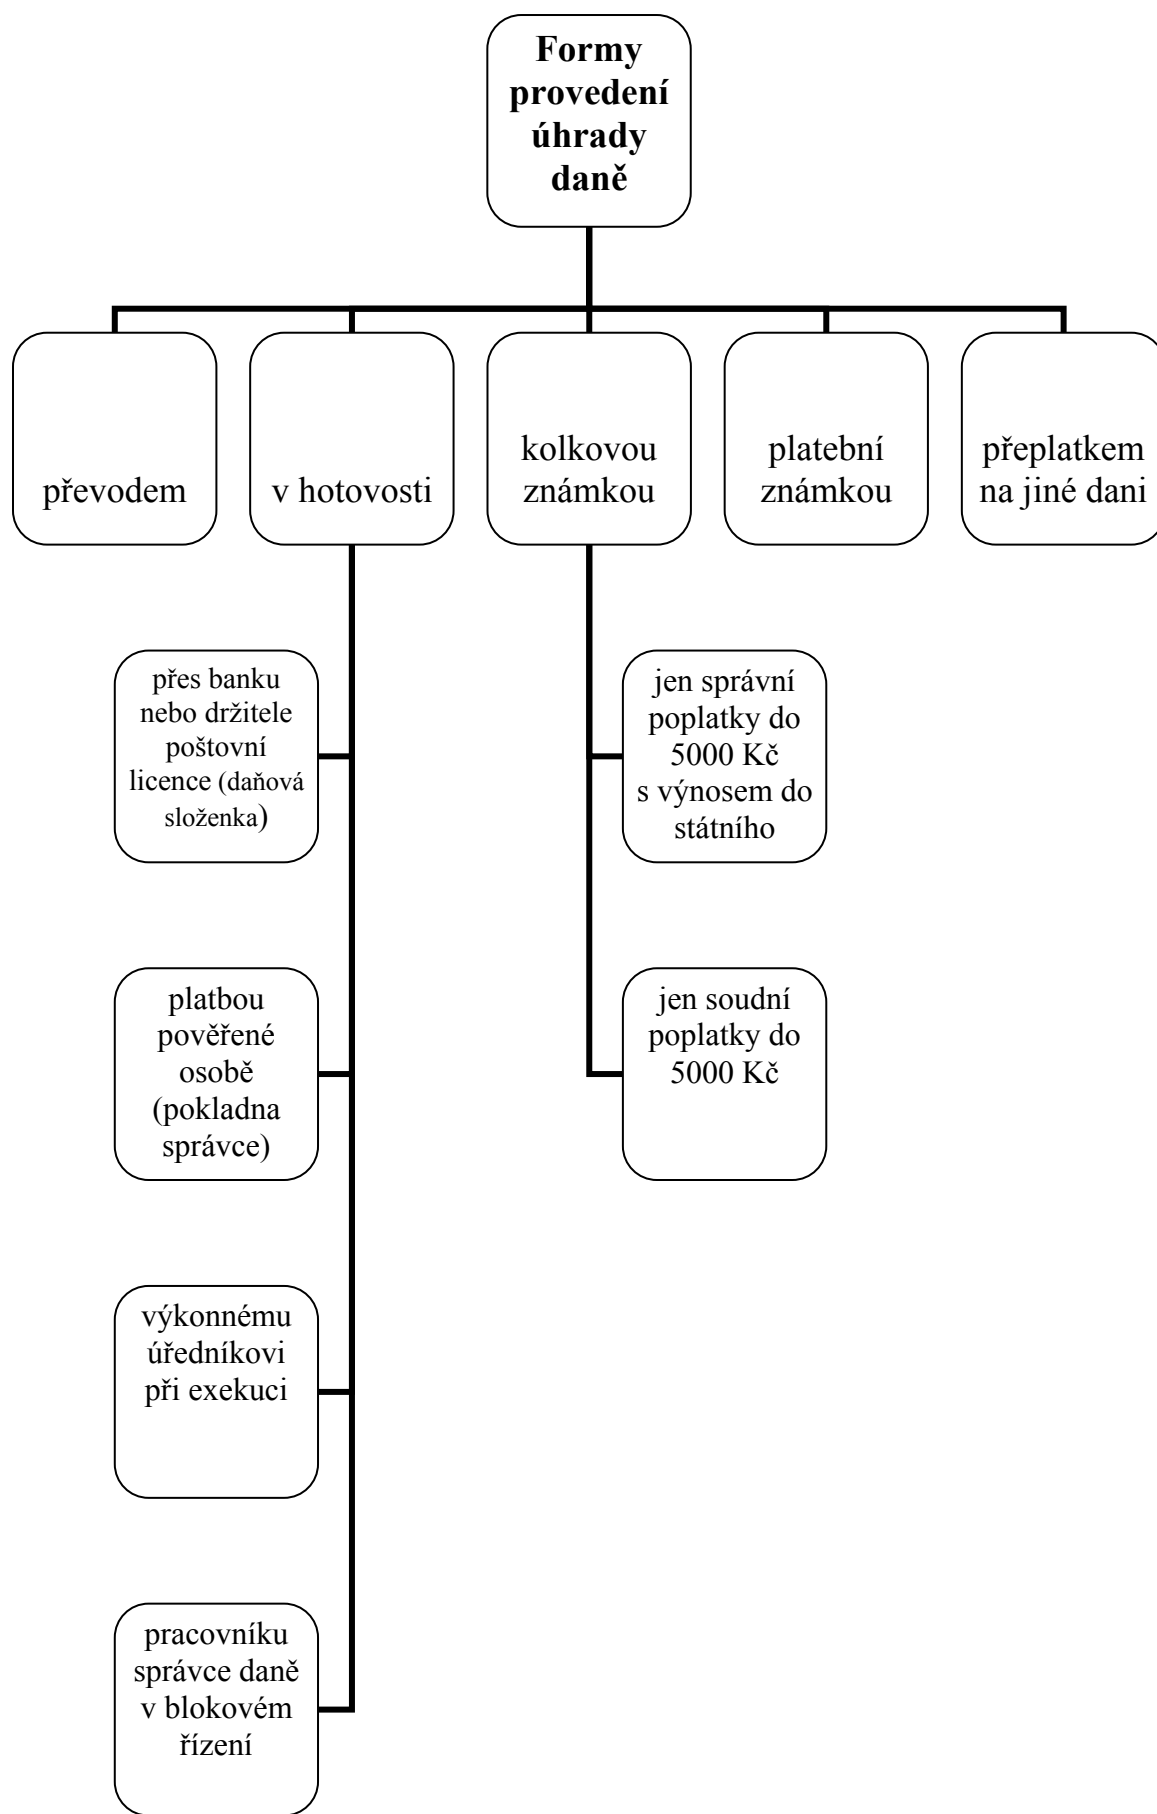 Formy
provedení
úhrady
daně
převodem
v hotovosti
kolkovou
známkou
platební
známkou
přeplatkem
na jiné dani
přes banku
nebo držitele
poštovní
licence (daňová
složenka)
platbou
pověřené
osobě
(pokladna
správce)
výkonnému
úředníkovi
při exekuci
pracovníku
správce daně
v blokovém
řízení
jen správní
poplatky do
5000 Kč
s výnosem do
státního
jen soudní
poplatky do
5000 Kč